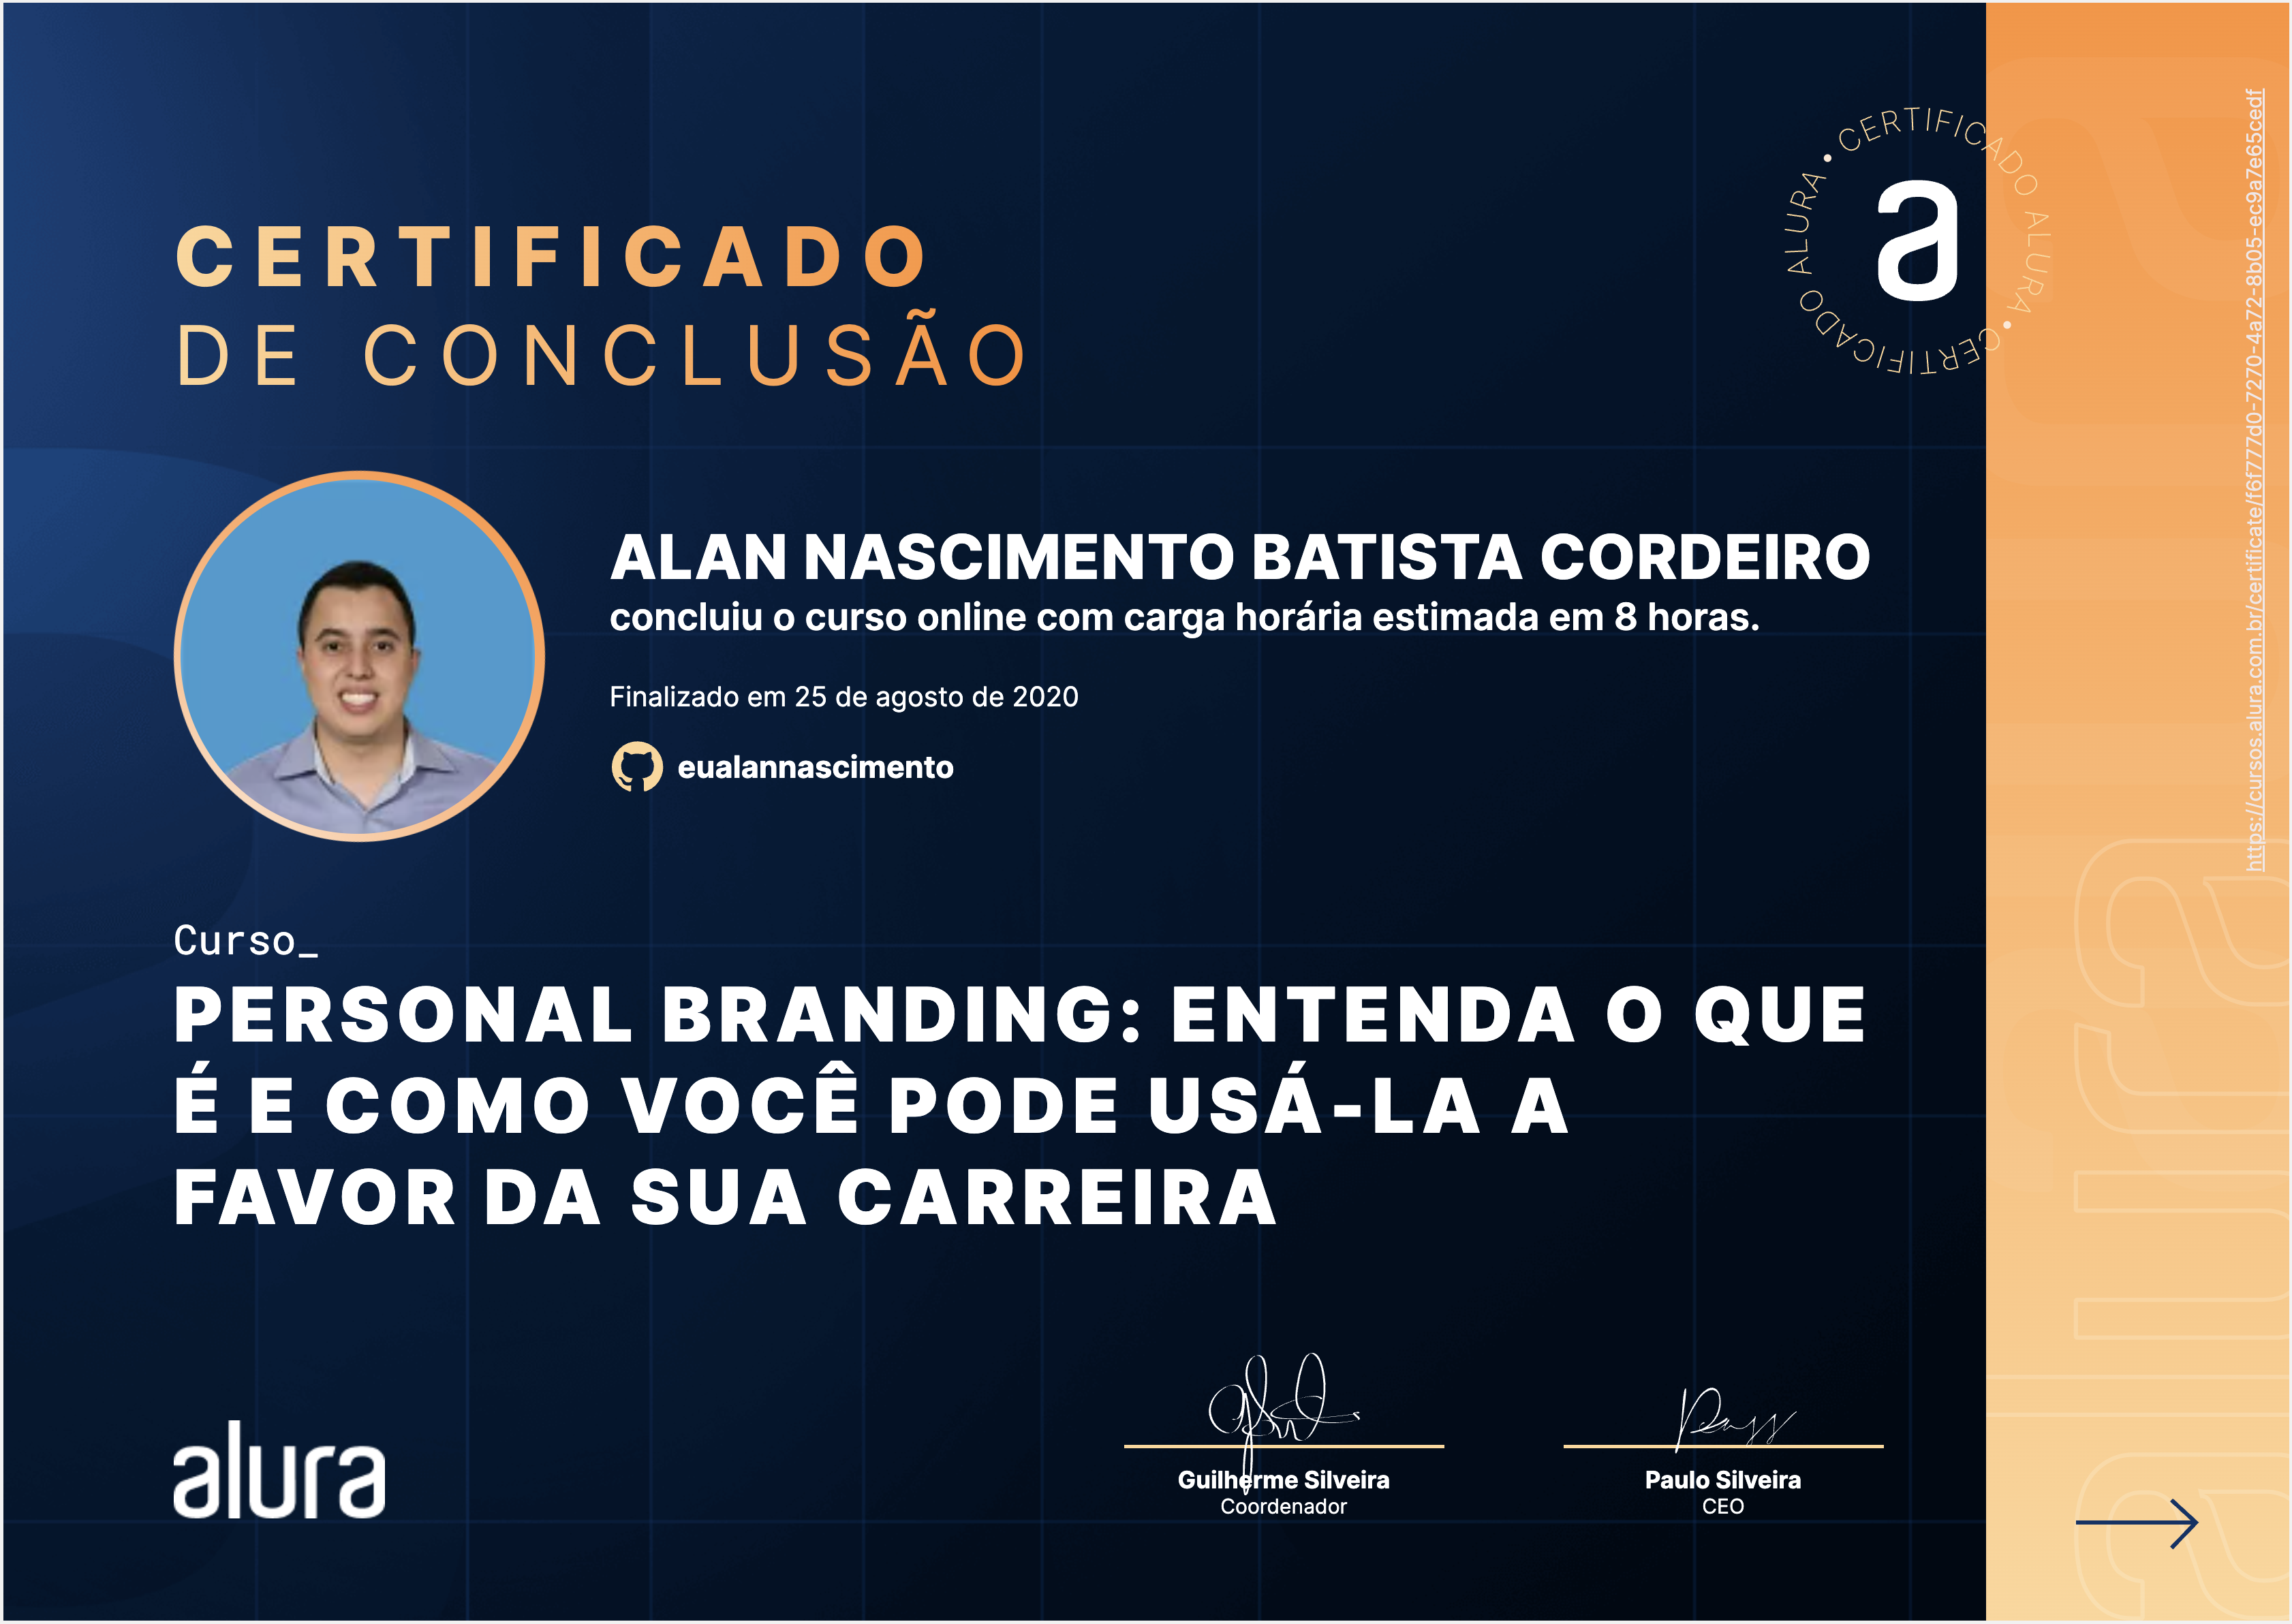 CERTIFICADO
DE CONCLUSÃO
CERTIFICADO ALURA • CERTIFICADO ALURA •
a
ALAN NASCIMENTO BATISTA CORDEIRO
concluiu o curso online com carga horária estimada em 8 horas.
Finalizado em 25 de agosto de 2020
eualannascimento
Curso_
PERSONAL BRANDING: ENTENDA O QUE
É E COMO VOCÊ PODE USÁ-LA A
FAVOR DA SUA CARREIRA
alura
Guilherme Silveira
Coordenador
Paulo Silveira
CEO
https://cursos.alura.com.br/certificate/f6f777d0-7270-4a72-8b05-ec9a7e65cedf
alura